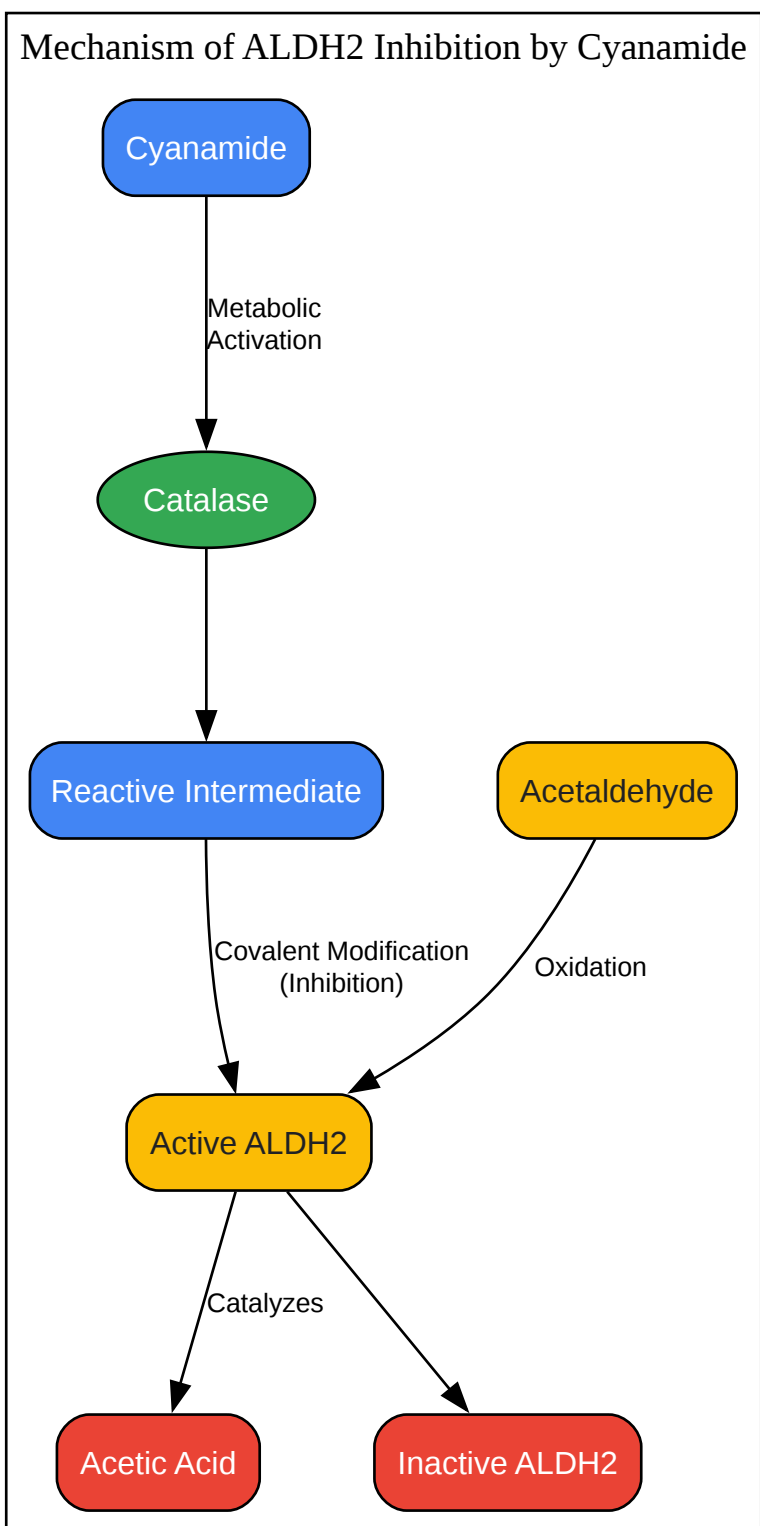 Mechanism of ALDH2 Inhibition by Cyanamide
Cyanamide
Metabolic
Activation
Catalase
Reactive Intermediate
Acetaldehyde
Covalent Modification
(Inhibition)
Oxidation
Active ALDH2
Catalyzes
Acetic Acid
Inactive ALDH2